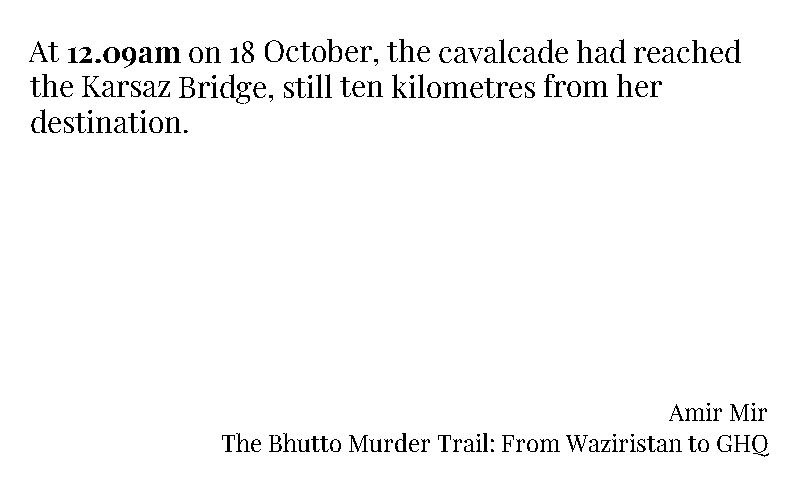 At 12.09am on 18 October, the cavalcade had reached
the Karsaz Bridge, still ten kilometres from her
destination.
Amir Mir
The Bhutto Murder Trail: From Waziristan to GHQ